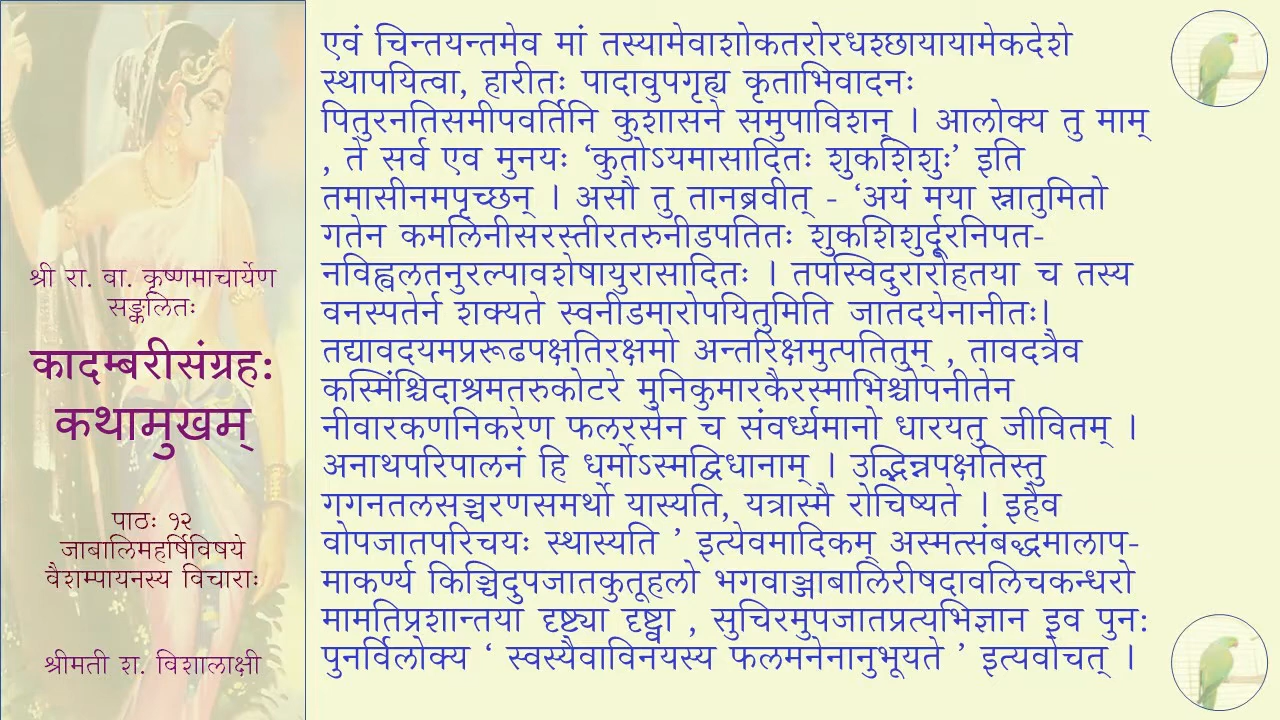 श्री रा. वा. कृष्णमाचार्येण
सङ्कलितः
कादम्बरीसंग्रहः
कथामुखम्
पाठः १२
जाबालिमहर्षिविषये
वैशम्पायनस्य विचाराः
श्रीमती श. विशालाक्षी
एवं चिन्तयन्तमेव मां तस्यामेवाशोकतरोरधश्छायायामेकदेशे
स्थापयित्वा, हारीतः पादावुपगृह्य कृताभिवादनः
पितुरनतिसमीपवर्तिनि कुशासने समुपाविशन् । आलोक्य तु माम्
, ते सर्व एव मुनयः ‘कुतोऽयमासादितः शुकशिशुः’ इति
तमासीनमपृच्छन् । असौ तु तानब्रवीत् - ‘अयं मया स्नातुमितो
गतेन कमलिनीसरस्तीरतरुनीडपतितः शुकशिशुर्दूरनिपत-
नविह्वलतनुरल्पावशेषायुरासादितः । तपस्विदुरारोहतया च तस्य
वनस्पतेर्न शक्यते स्वनीडमारोपयितुमिति जातदयेनानीतः।
तद्यावदयमप्ररूढपक्षतिरक्षमो अन्तरिक्षमुत्पतितुम् , तावदत्रैव
कस्मिंश्चिदाश्रमतरुकोटरे मुनिकुमारकैरस्माभिश्चोपनीतेन
नीवारकणनिकरेण फलरसेन च संवर्ध्यमानो धारयतु जीवितम् ।
अनाथपरिपालनं हि धर्मोऽस्मद्विधानाम् । उद्भिन्नपक्षतिस्तु
गगनतलसञ्चरणसमर्थो यास्यति, यत्रास्मै रोचिष्यते । इहैव
वोपजातपरिचयः स्थास्यति ’ इत्येवमादिकम् अस्मत्संबद्धमालाप-
माकर्ण्य किञ्चिदुपजातकुतूहलो भगवाञ्जाबालिरीषदावलिचकन्धरो
मामतिप्रशान्तया दृष्ट्या दृष्ट्वा , सुचिरमुपजातप्रत्यभिज्ञान इव पुनः
पुनर्विलोक्य ‘ स्वस्यैवाविनयस्य फलमनेनानुभूयते ’ इत्यवोचत् ।